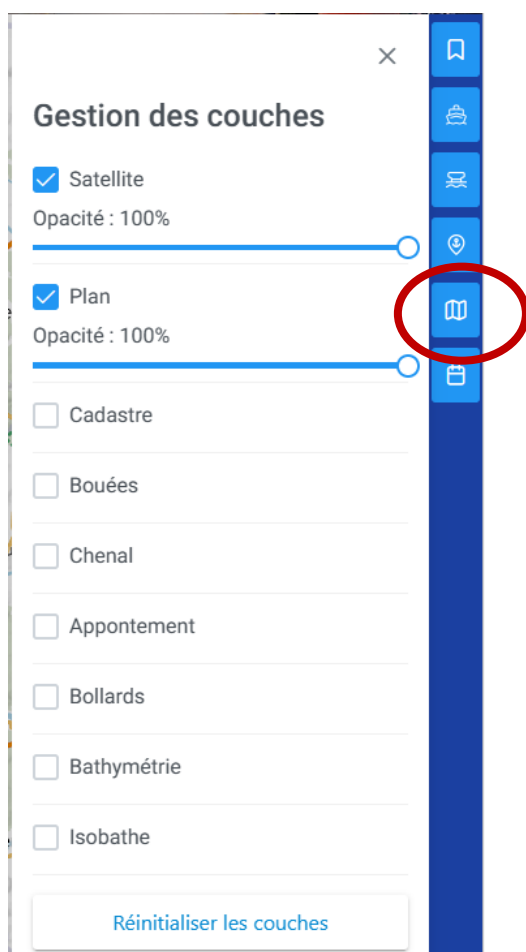 Gestion des couches
Satellite
Opacité : 100%
Plan
Opacité : 100%
Cadastre
Bouées
Chenal
Appontement
Bollards
Bathymétrie
Isobathe
Réinitialiser les couches